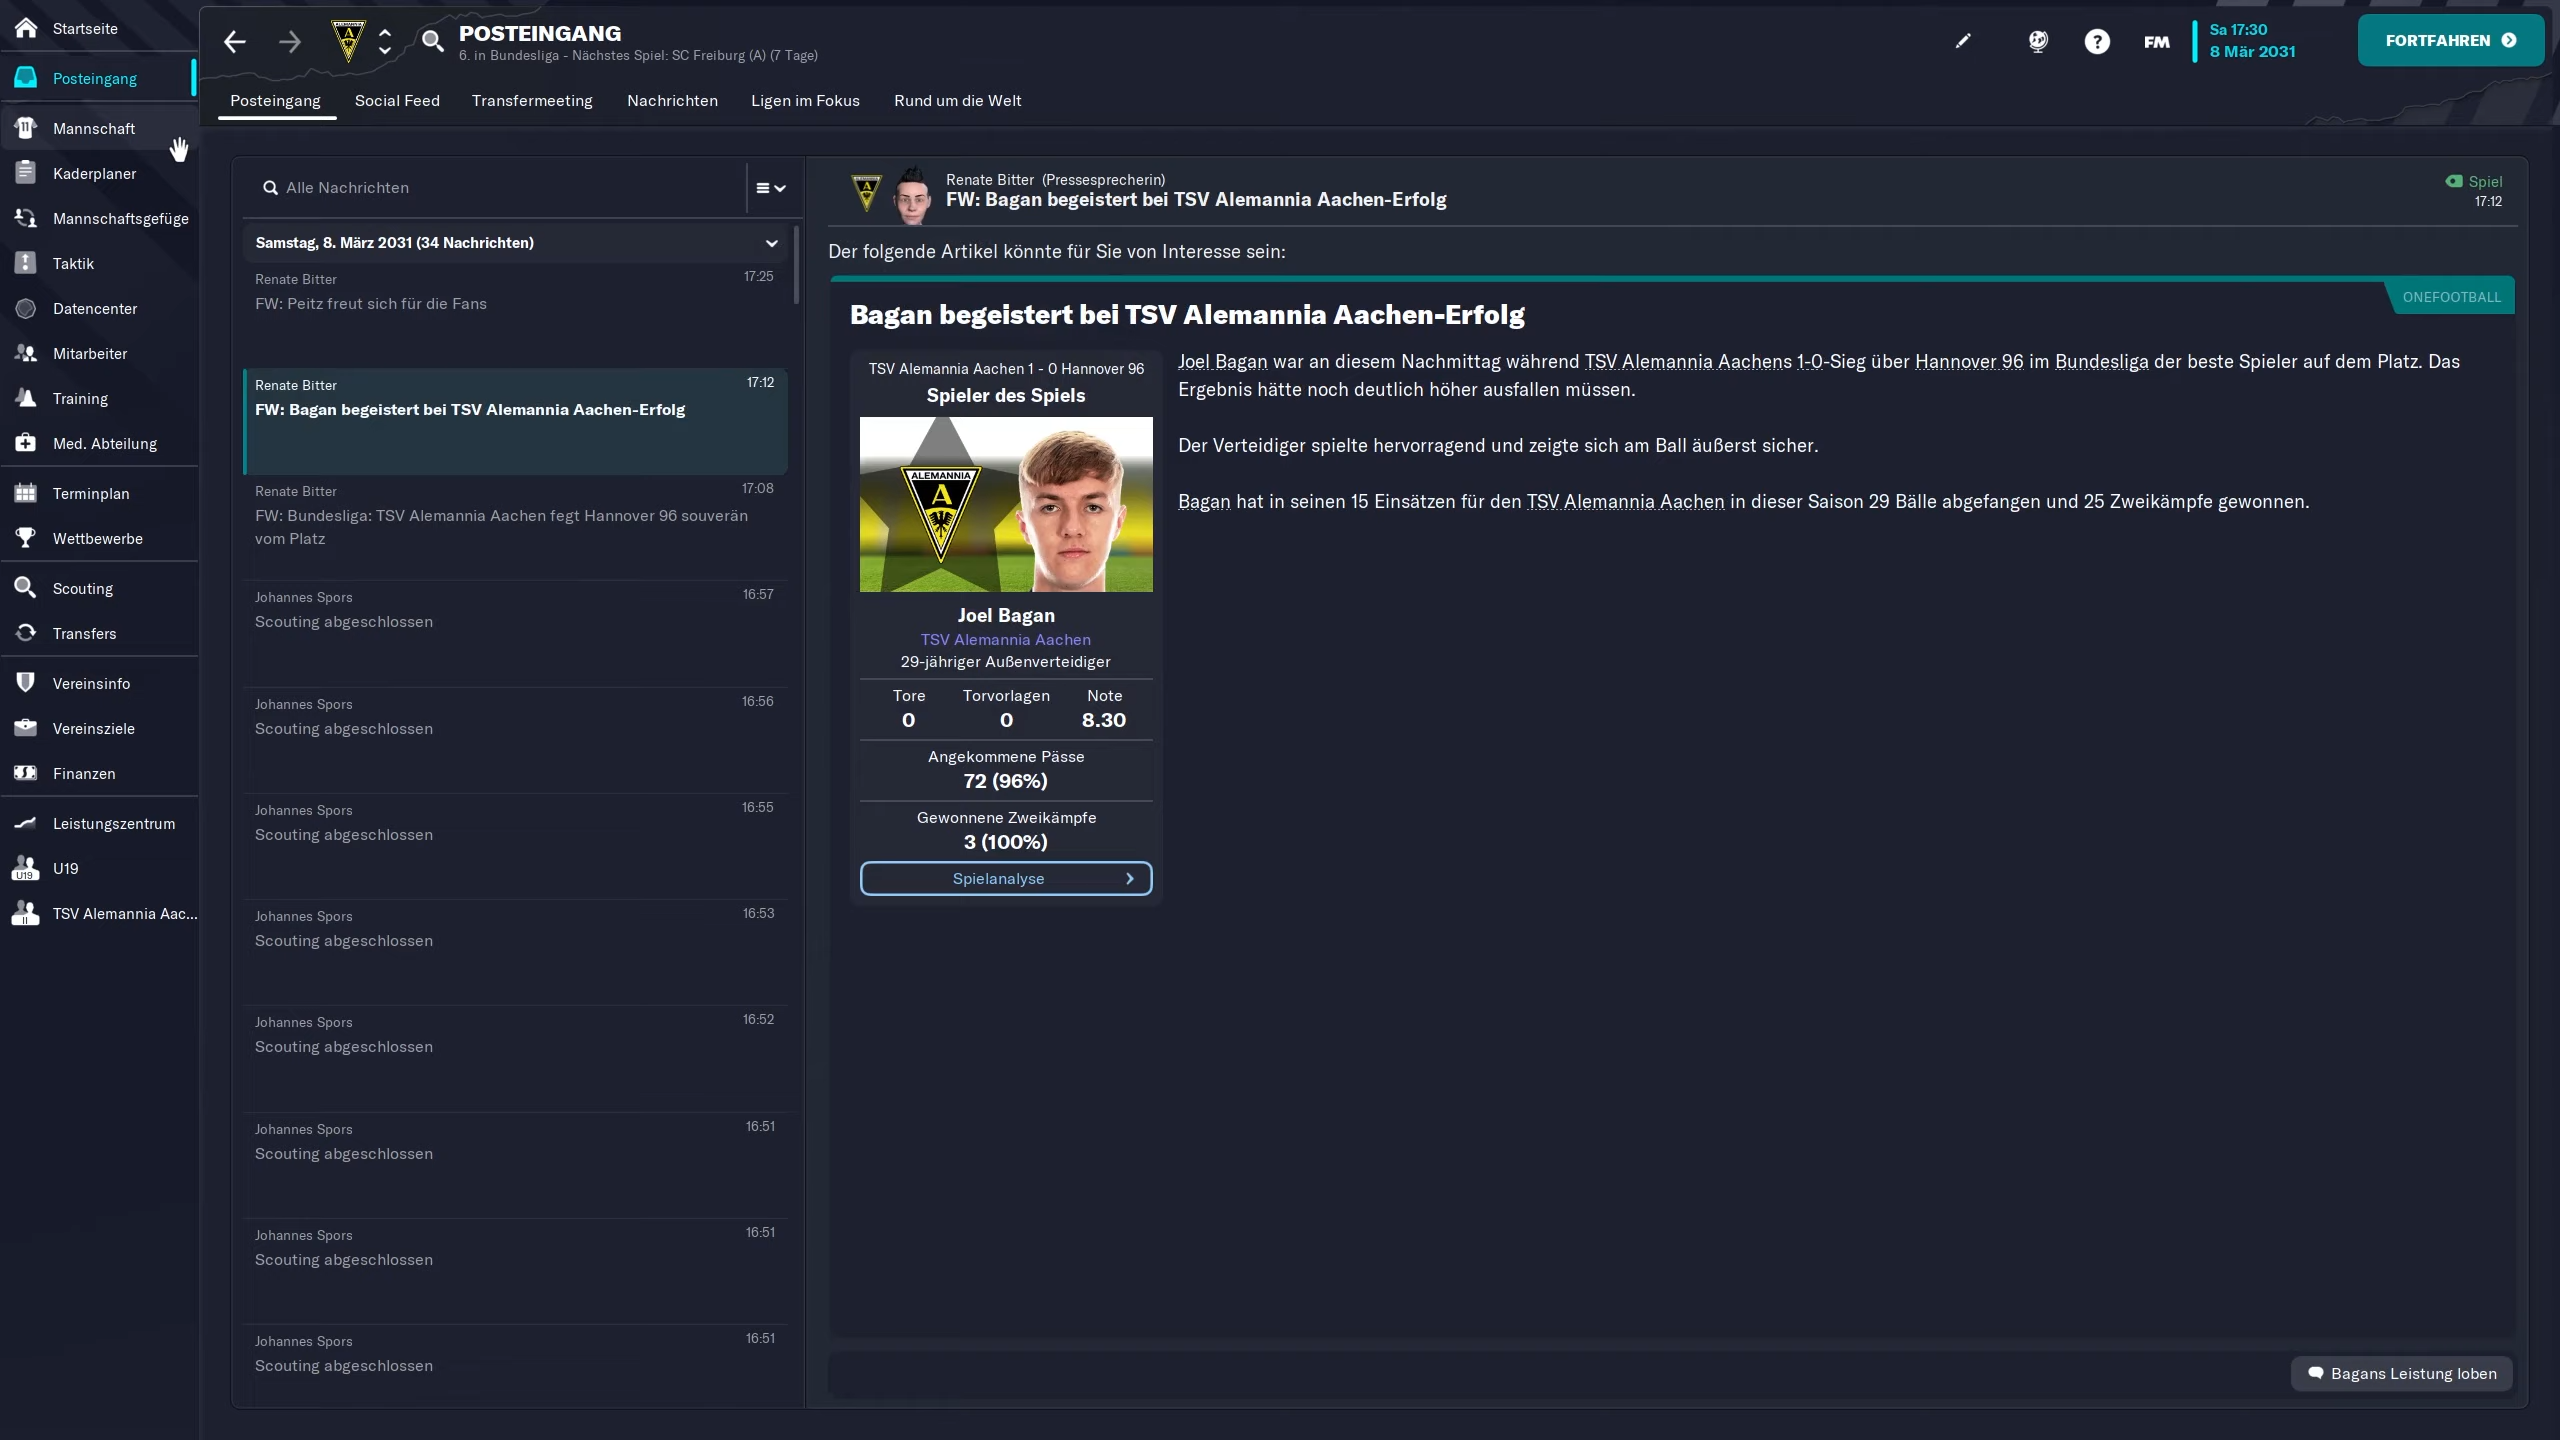 Startseite
Posteingang
Mannschaft
Kaderplaner
Mannschaftsgefüge
Taktik
Datencenter
Mitarbeiter
Training
Med. Abteilung
Terminplan
Wettbewerbe
Scouting
Transfers
Vereinsinfo
Vereinsziele
Finanzen
Leistungszentrum
U19
U19
TSV Alemannia Aac...
POSTEINGANG
6. in Bundesliga - Nächstes Spiel: SC Freiburg (A) (7 Tage)
FM
Sa 17:30
8 Mär 2031
FORTFAHREN
Posteingang Social Feed Transfermeeting Nachrichten Ligen im Fokus Rund um die Welt
Alle Nachrichten
Samstag, 8. März 2031 (34 Nachrichten)
Renate Bitter 17:25
FW: Peitz freut sich für die Fans
Renate Bitter 17:12
FW: Bagan begeistert bei TSV Alemannia Aachen-Erfolg
Renate Bitter 17:08
FW: Bundesliga: TSV Alemannia Aachen fegt Hannover 96 souverän
vom Platz
Johannes Spors 16:57
Scouting abgeschlossen
Johannes Spors 16:56
Scouting abgeschlossen
Johannes Spors 16:55
Scouting abgeschlossen
Johannes Spors 16:53
Scouting abgeschlossen
Johannes Spors 16:52
Scouting abgeschlossen
Johannes Spors 16:51
Scouting abgeschlossen
Johannes Spors 16:51
Scouting abgeschlossen
Johannes Spors 16:51
Scouting abgeschlossen
Renate Bitter (Pressesprecherin)
FW: Bagan begeistert bei TSV Alemannia Aachen-Erfolg
Spiel
17:12
Der folgende Artikel könnte für Sie von Interesse sein:
ONEFOOTBALL
Bagan begeistert bei TSV Alemannia Aachen-Erfolg
TSV Alemannia Aachen 1 - 0 Hannover 96
Spieler des Spiels
ALEMANNIA
A
Joel Bagan
TSV Alemannia Aachen
29-jähriger Außenverteidiger
Tore Torvorlagen Note
0 0 8.30
Angekommene Pässe
72 (96%)
Gewonnene Zweikämpfe
3 (100%)
Spielanalyse
Joel Bagan war an diesem Nachmittag während TSV Alemannia Aachens 1-0-Sieg über Hannover 96 im Bundesliga der beste Spieler auf dem Platz. Das
Ergebnis hätte noch deutlich höher ausfallen müssen.
Der Verteidiger spielte hervorragend und zeigte sich am Ball äußerst sicher.
Bagan hat in seinen 15 Einsätzen für den TSV Alemannia Aachen in dieser Saison 29 Bälle abgefangen und 25 Zweikämpfe gewonnen.
Bagans Leistung loben